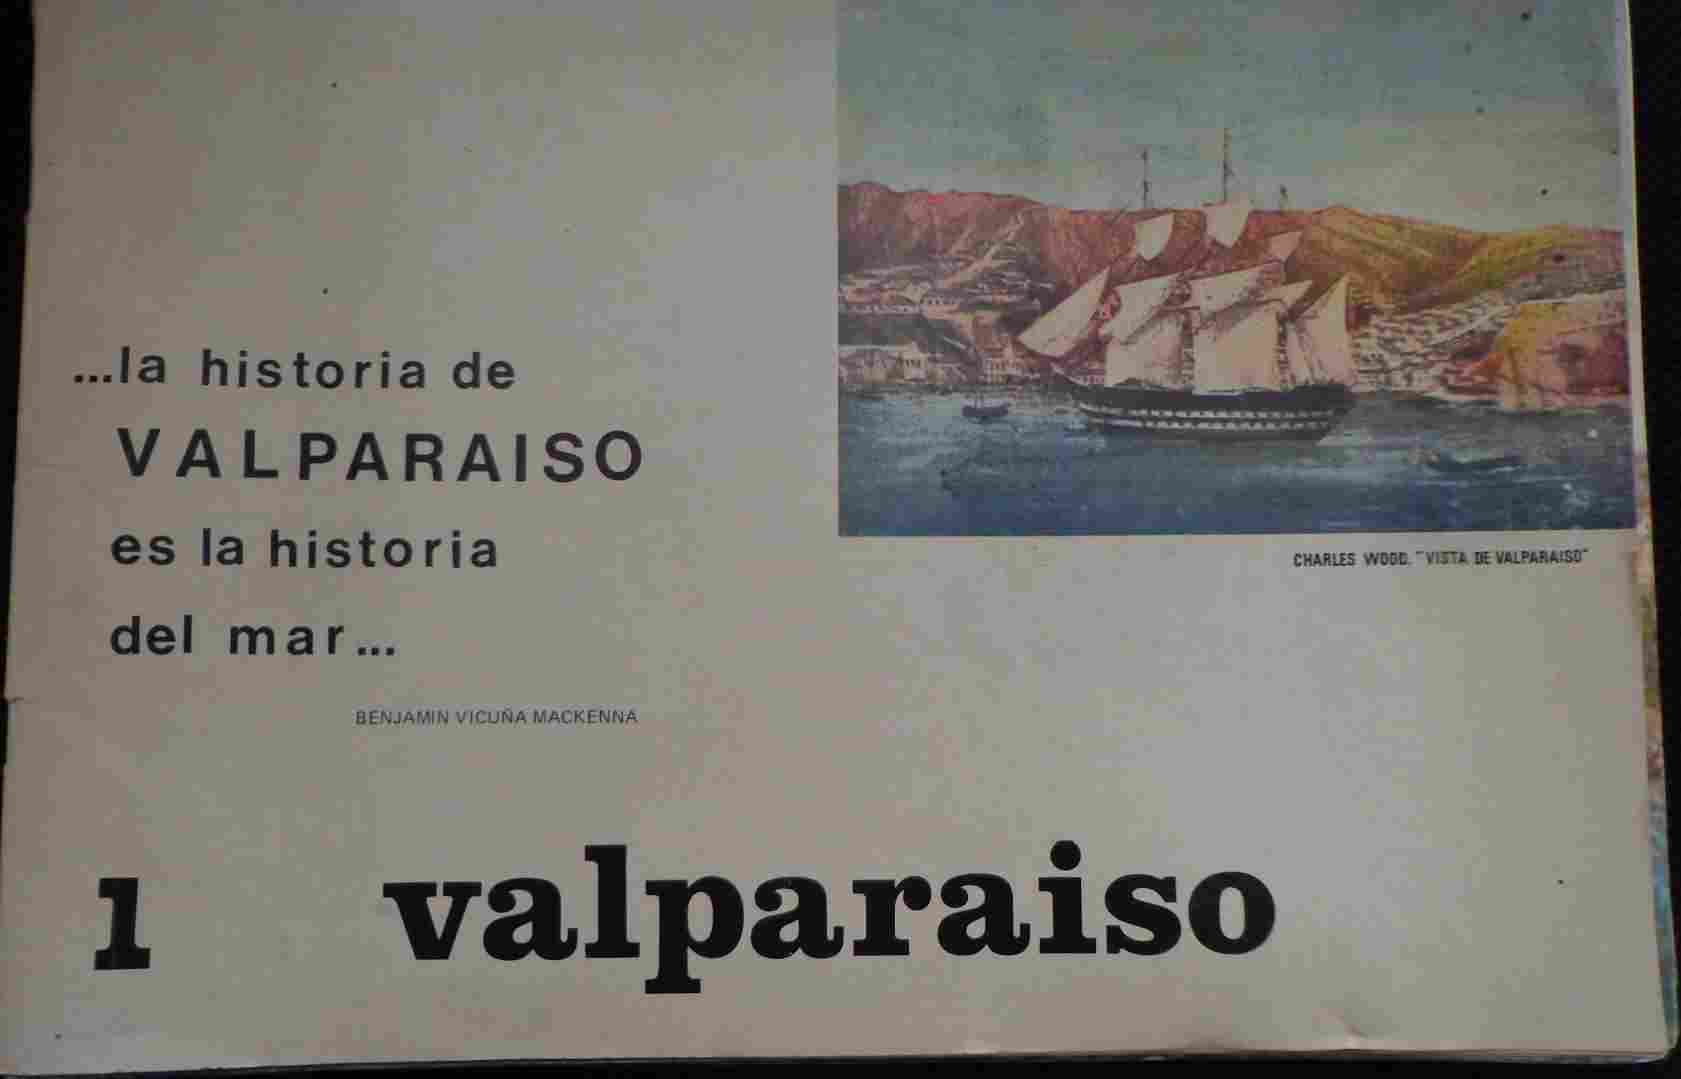 ...la historia de
VALPARAISO
es la historia
del mar...
BENJAMIN VICUÑA MACKENNA
CHARLES WOOD. "VISTA DE VALPARAISO"
1 valparaiso